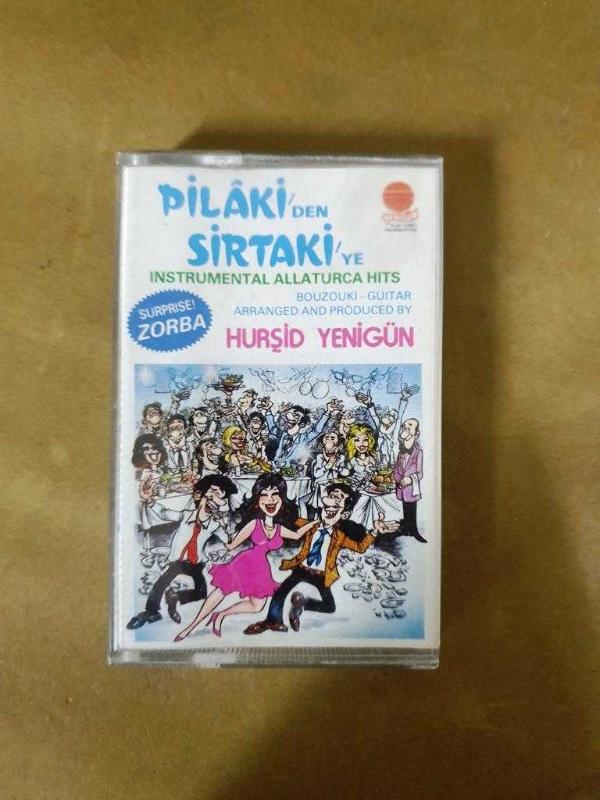 PİLÂKİ'DEN
SİRTAKİ'YE
INSTRUMENTAL ALLATURCA HITS
BOUZOUKI - GUITAR
ARRANGED AND PRODUCED BY
HURŞİD YENİGÜN
SURPRISE!
ZORBA